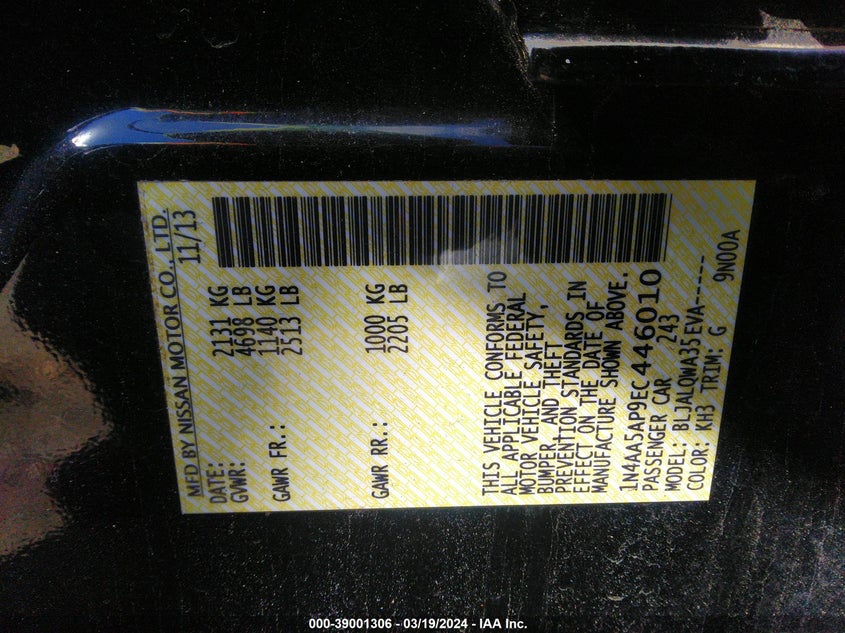 MFD BY NISSAN MOTOR CO., LTD.
DATE: 11/13
GVWR: 2131 KG
4698 LB
GAWR FR.: 1140 KG
2513 LB
GAWR RR.: 1000 KG
2205 LB
THIS VEHICLE CONFORMS TO
ALL APPLICABLE FEDERAL
MOTOR VEHICLE SAFETY,
BUMPER, AND THEFT
PREVENTION STANDARDS IN
EFFECT ON THE DATE OF
MANUFACTURE SHOWN ABOVE.
1N4AA5AP9EC446010
PASSENGER CAR 243
MODEL: BLJALQWA35EVA-----
COLOR: KH3 TRIM: G 9N00A
000-39001306 - 03/19/2024 - IAA Inc.